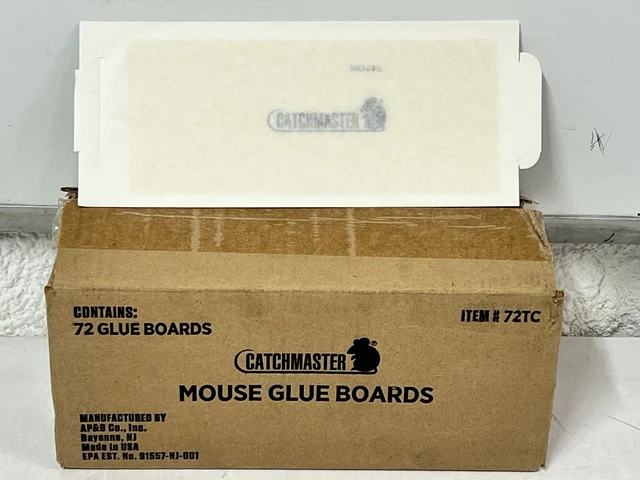 CATCHMASTER
CONTAINS:
72 GLUE BOARDS
ITEM # 72TC
CATCHMASTER®
MOUSE GLUE BOARDS
MANUFACTURED BY
AP&G Co., Inc.
Bayonne, NJ
Made in USA
EPA EST. No. 91557-NJ-001